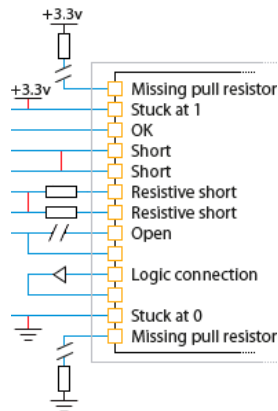 +3.3v
Missing pull resistor
+3.3v
Stuck at 1
OK
Short
Short
Resistive short
Resistive short
Open
Logic connection
Stuck at 0
Missing pull resistor